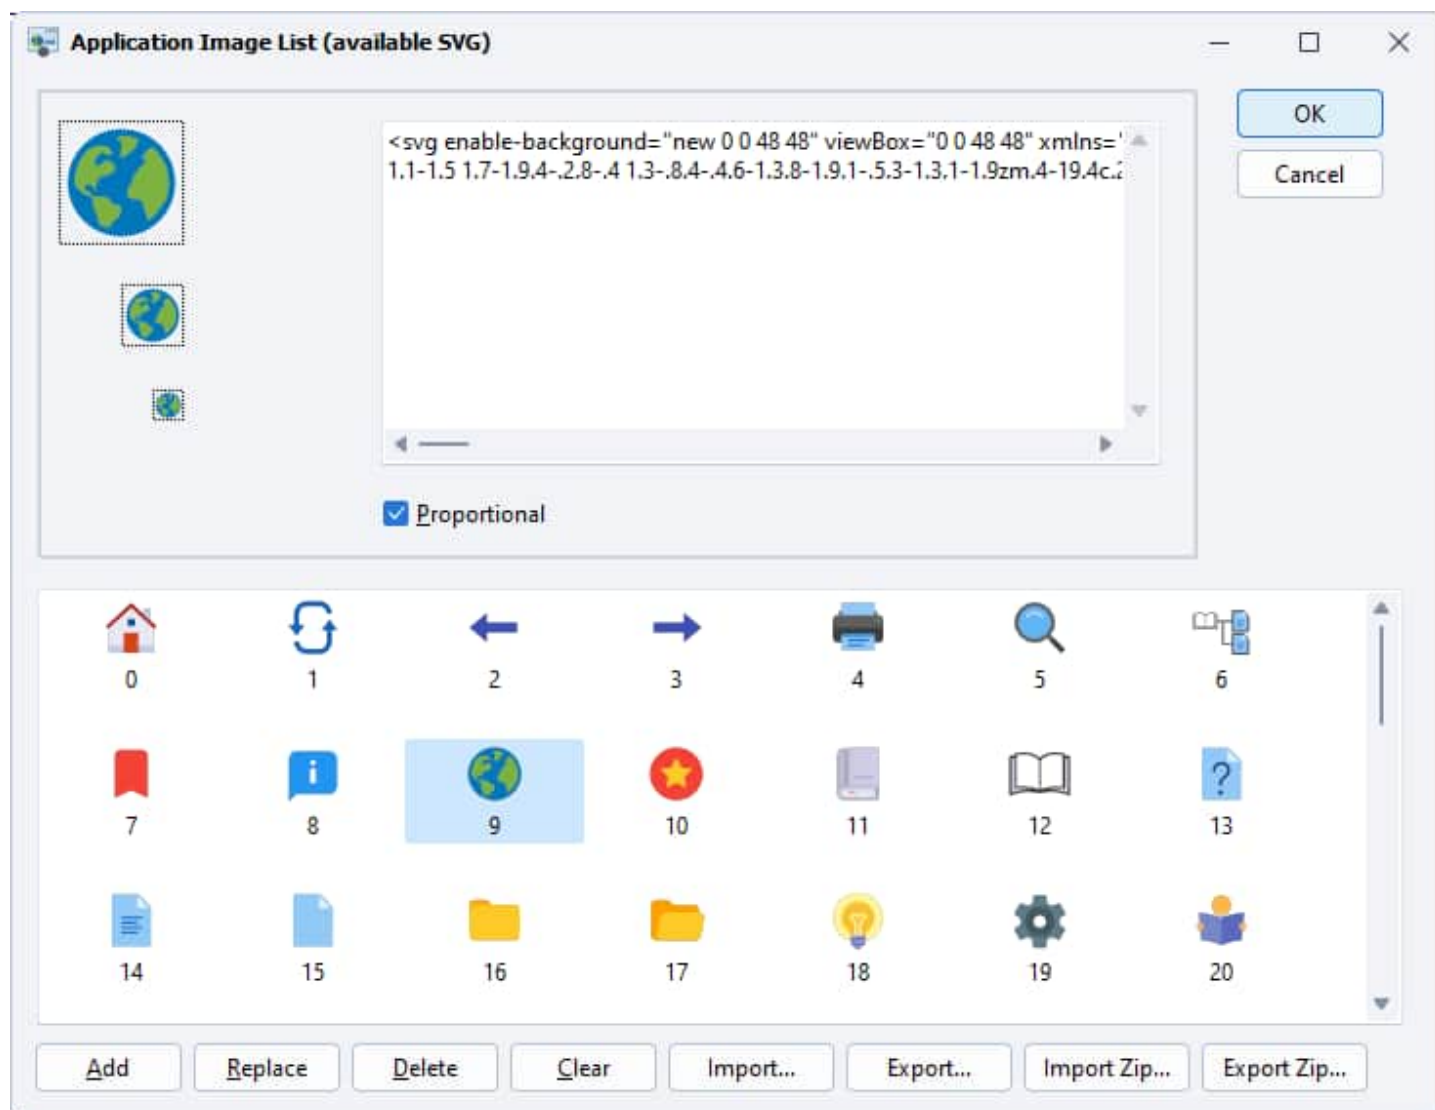 Application Image List (available SVG)
OK
<svg enable-background="new 0 0 48 48" viewBox="0 0 48 48" xmlns="
1.1-1.5 1.7-1.9.4-.2.8-.4 1.3-.8.4-.4.6-1.3.8-1.9.1-.5.3-1.3.1-1.9zm.4-19.4c.2
Cancel
Proportional
0 1 2 3 4 5 6
7 8 9 10 11 12 13
14 15 16 17 18 19 20
Add Replace Delete Clear Import... Export... Import Zip... Export Zip...